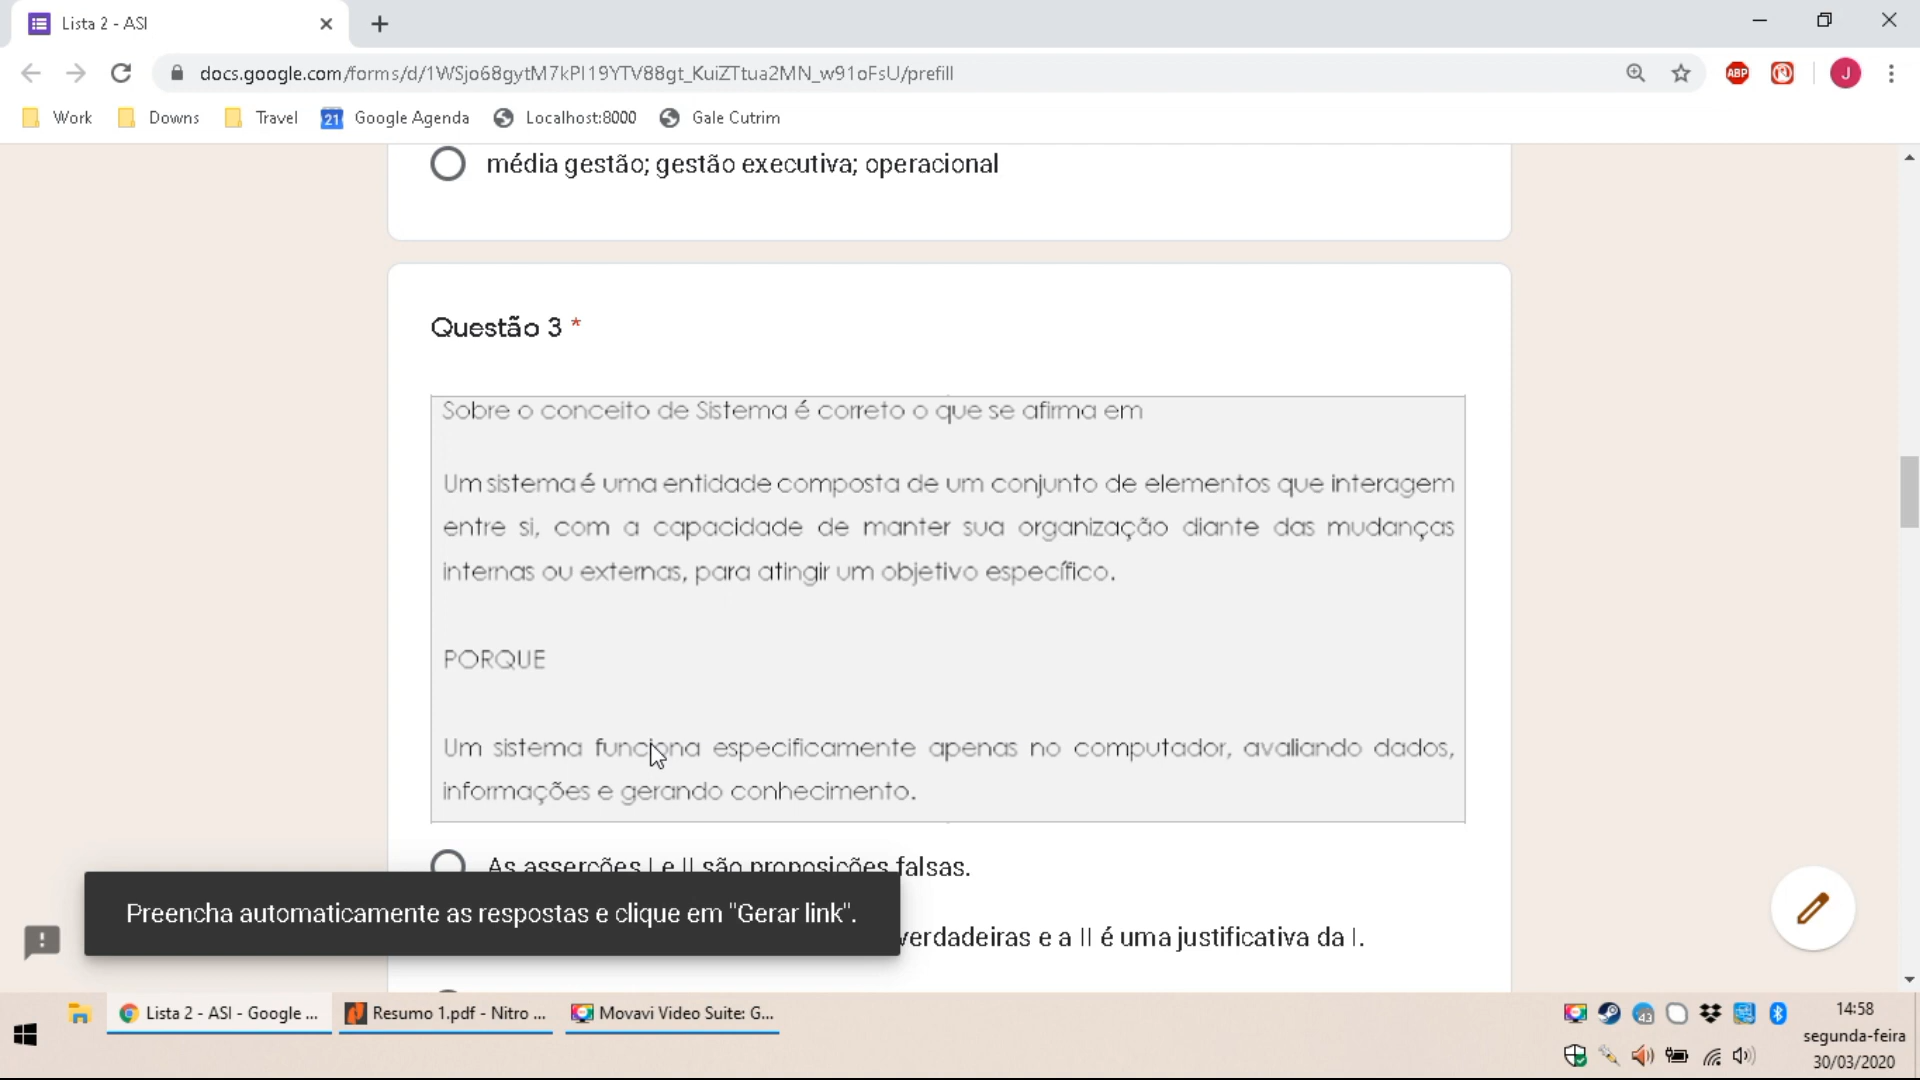 Lista 2 - ASI
docs.google.com/forms/d/1WSjo68gytM7kPI19YTV88gt_KuiZTtua2MN_w91oFsU/prefill
ABP
J
Work
Downs
Travel
21
Google Agenda
Localhost:8000
Gale Cutrim
média gestão; gestão executiva; operacional
Questão 3 *
Sobre o conceito de Sistema é correto o que se afirma em
Um sistema é uma entidade composta de um conjunto de elementos que interagem
entre si, com a capacidade de manter sua organização diante das mudanças
internas ou externas, para atingir um objetivo específico.
PORQUE
Um sistema funciona especificamente apenas no computador, avaliando dados,
informações e gerando conhecimento.
As asserções I e II são proposições falsas.
Preencha automaticamente as respostas e clique em "Gerar link".
verdadeiras e a II é uma justificativa da I.
Lista 2 - ASI - Google ...
Resumo 1.pdf - Nitro ...
Movavi Video Suite: G...
43
14:58
segunda-feira
30/03/2020